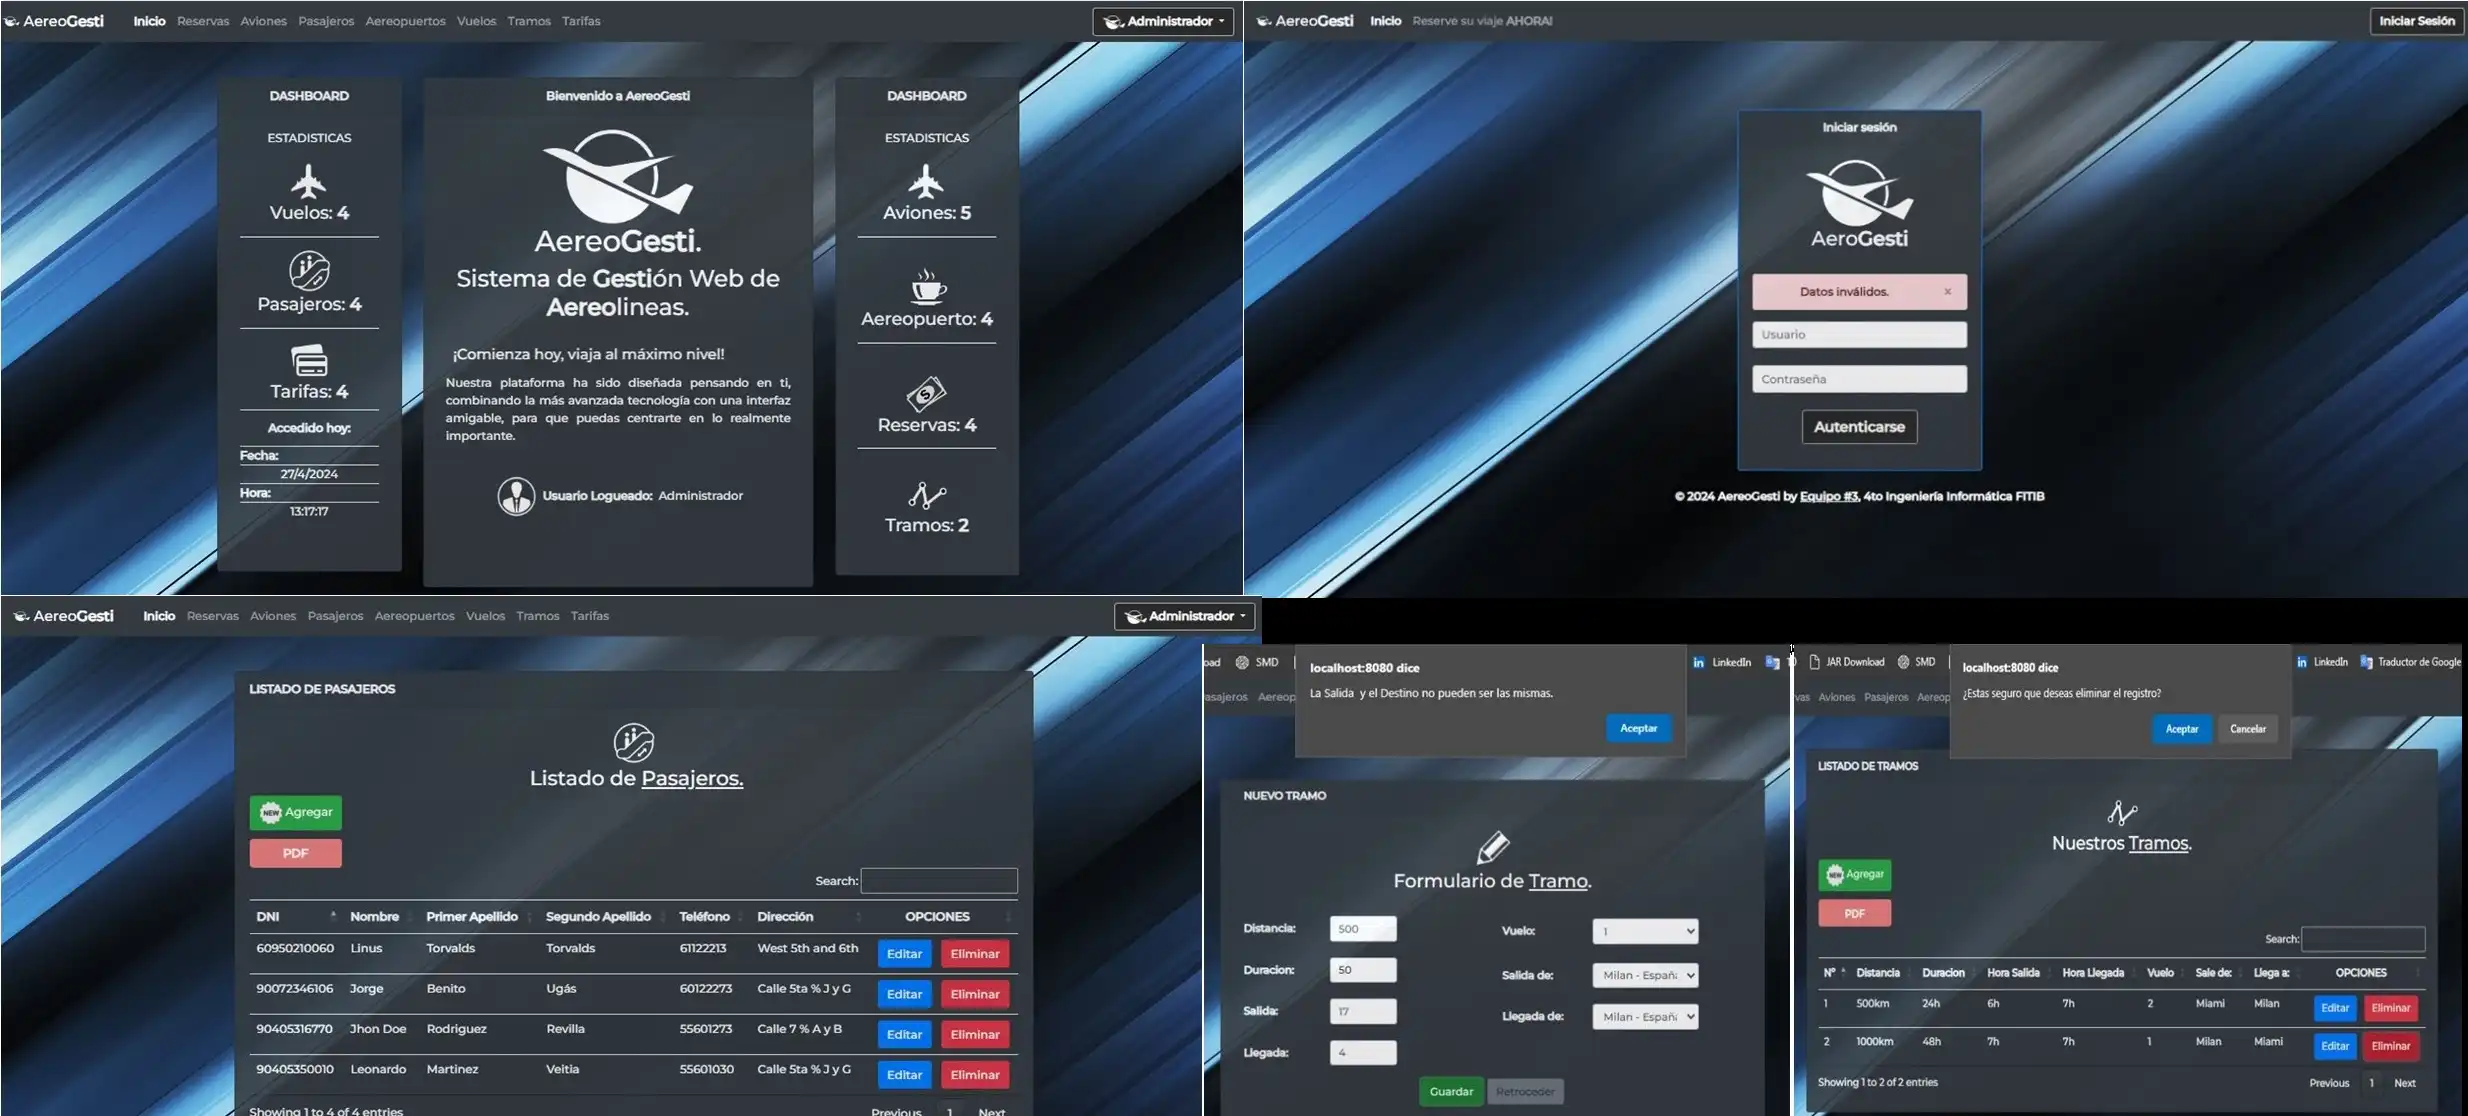 AereoGesti Inicio Reservas Aviones Pasajeros Aereopuertos Vuelos Tramos Tarifas Administrador
DASHBOARD
ESTADISTICAS
Vuelos: 4
Pasajeros: 4
Tarifas: 4
Accedido hoy:
Fecha:
27/4/2024
Hora:
13:17:17
Bienvenido a AereoGesti
AereoGesti.
Sistema de Gestión Web de
Aereolineas.
¡Comienza hoy, viaja al máximo nivel!
Nuestra plataforma ha sido diseñada pensando en ti,
combinando la más avanzada tecnología con una interfaz
amigable, para que puedas centrarte en lo realmente
importante.
Usuario Logueado: Administrador
DASHBOARD
ESTADISTICAS
Aviones: 5
Aereopuerto: 4
Reservas: 4
Tramos: 2
AereoGesti Inicio Reserve su viaje AHORA! Iniciar Sesión
Iniciar sesión
AeroGesti
Datos inválidos. ×
Usuario
Contraseña
Autenticarse
© 2024 AereoGesti by Equipo #3, 4to Ingeniería Informática FITIB
AereoGesti Inicio Reservas Aviones Pasajeros Aereopuertos Vuelos Tramos Tarifas Administrador
LISTADO DE PASAJEROS
Listado de Pasajeros.
NEW Agregar
PDF
Search:
DNI Nombre Primer Apellido Segundo Apellido Teléfono Dirección OPCIONES
60950210060 Linus Torvalds Torvalds 61122213 West 5th and 6th Editar Eliminar
90072346106 Jorge Benito Ugás 60122273 Calle 5ta % J y G Editar Eliminar
90405316770 Jhon Doe Rodriguez Revilla 55601273 Calle 7 % A y B Editar Eliminar
90405350010 Leonardo Martinez Veitia 55601030 Calle 5ta % J y G Editar Eliminar
Showing 1 to 4 of 4 entries Previous 1 Next
oad SMD LinkedIn
asajeros Aereop
localhost:8080 dice
La Salida y el Destino no pueden ser las mismas.
Aceptar
NUEVO TRAMO
Formulario de Tramo.
Distancia: 500 Vuelo: 1
Duracion: 50 Salida de: Milan - Españ
Salida: 17 Llegada de: Milan - Españ
Llegada: 4
Guardar Retroceder
JAR Download SMD LinkedIn Traductor de Google
vas Aviones Pasajeros Aereop
localhost:8080 dice
¿Estas seguro que deseas eliminar el registro?
Aceptar Cancelar
LISTADO DE TRAMOS
Nuestros Tramos.
NEW Agregar
PDF
Search:
Nº Distancia Duracion Hora Salida Hora Llegada Vuelo Sale de: Llega a: OPCIONES
1 500km 24h 6h 7h 2 Miami Milan Editar Eliminar
2 1000km 48h 7h 7h 1 Milan Miami Editar Eliminar
Showing 1 to 2 of 2 entries Previous 1 Next